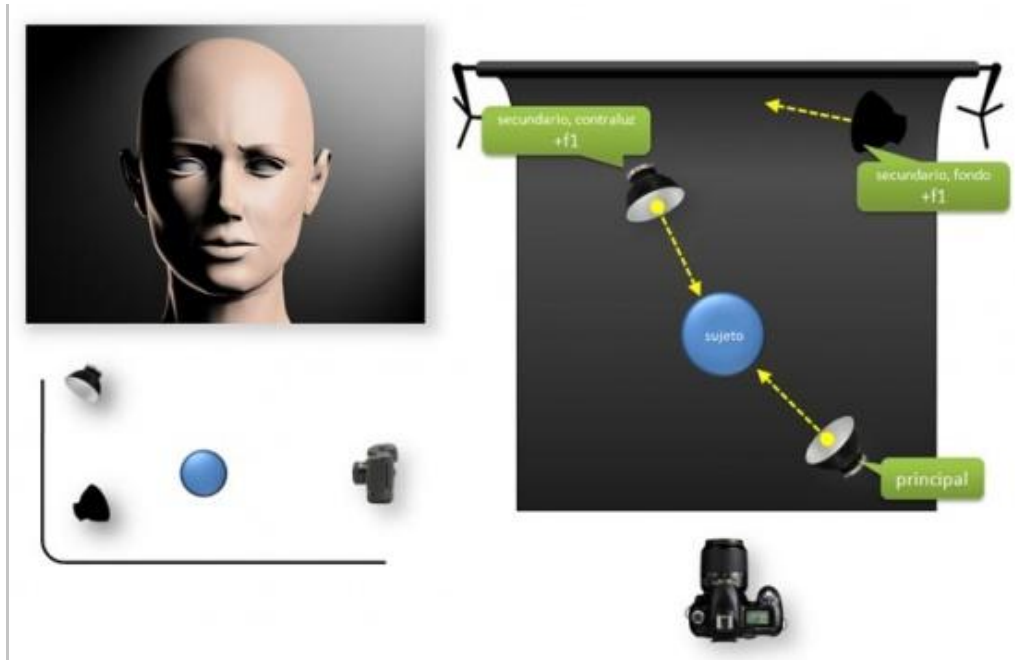 secundario, contraluz
+f1
secundario, fondo
+f1
sujeto
principal